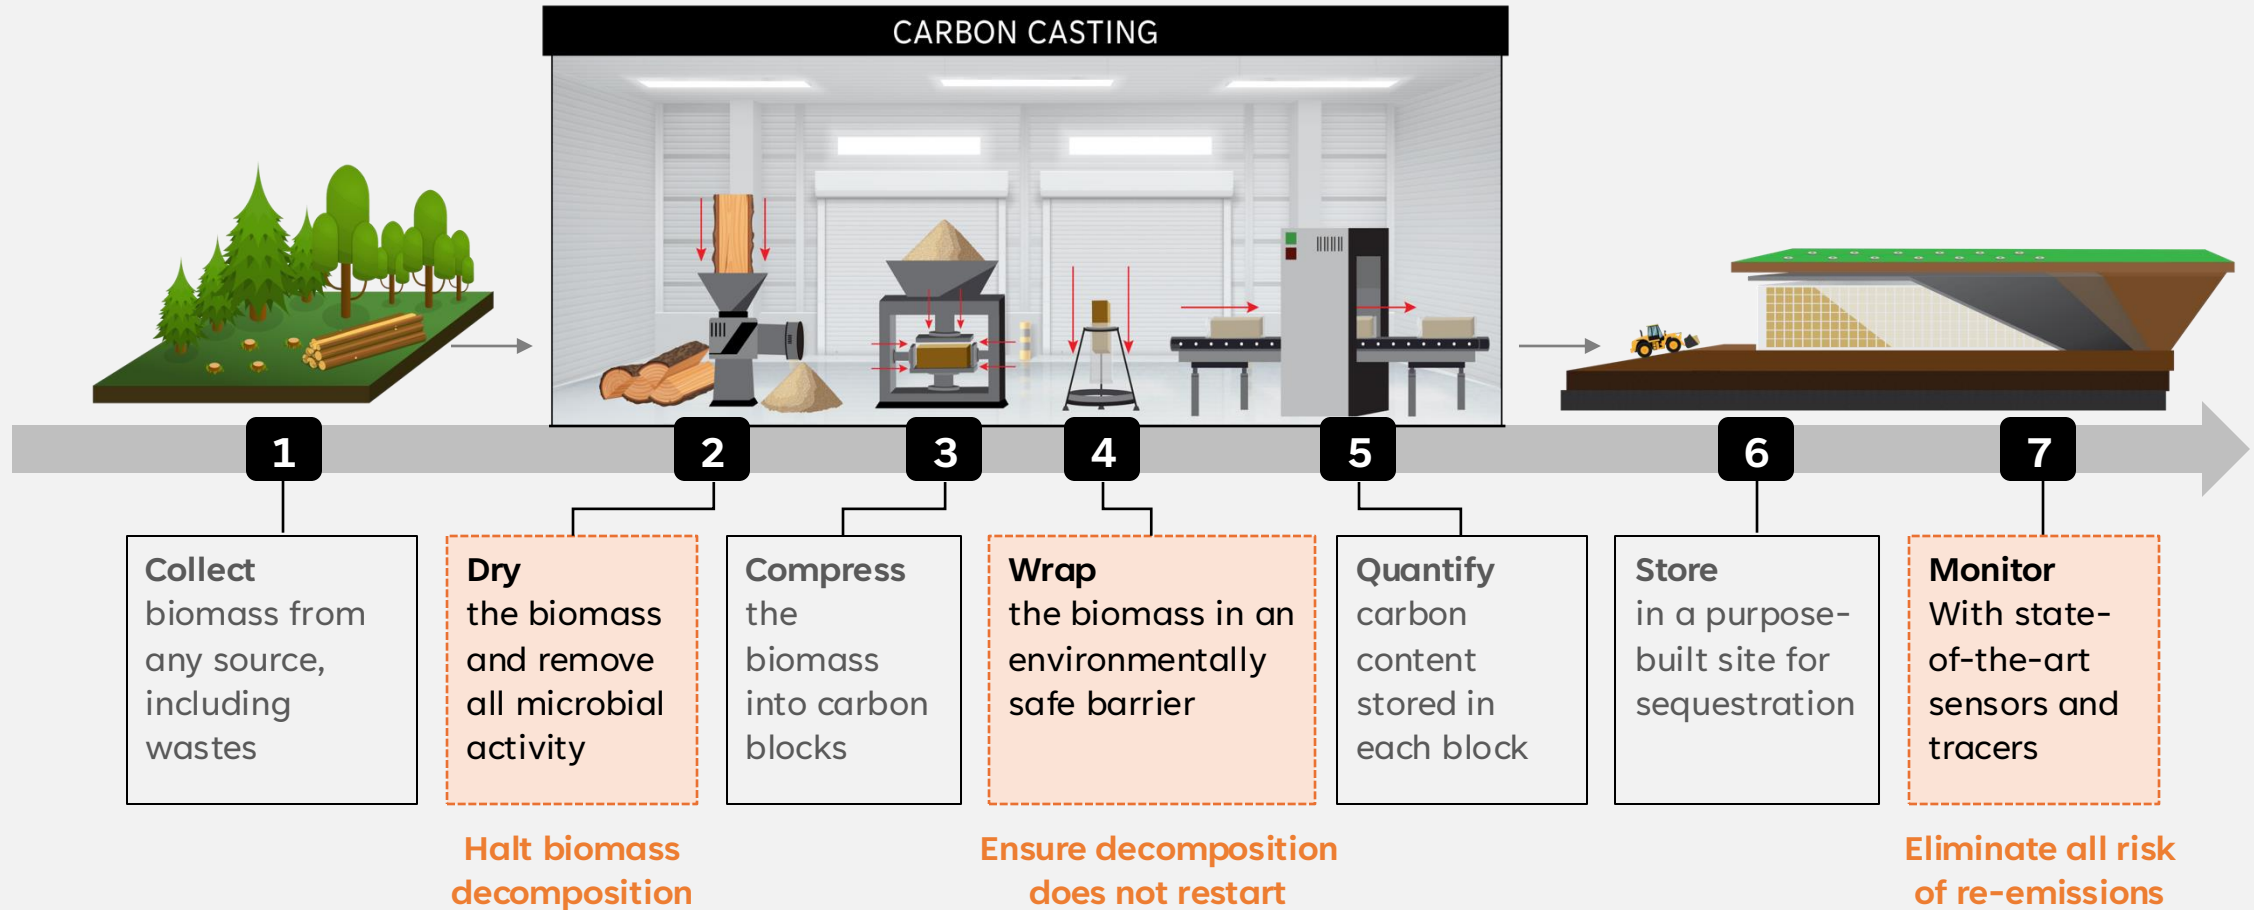 CARBON CASTING
1
2
3
4
5
6
7
Collect
biomass from
any source,
including
wastes
Dry
the biomass
and remove
all microbial
activity
Compress
the
biomass
into carbon
blocks
Wrap
the biomass in an
environmentally
safe barrier
Quantify
carbon
content
stored in
each block
Store
in a purpose-
built site for
sequestration
Monitor
With state-
of-the-art
sensors and
tracers
Halt biomass
decomposition
Ensure decomposition
does not restart
Eliminate all risk
of re-emissions